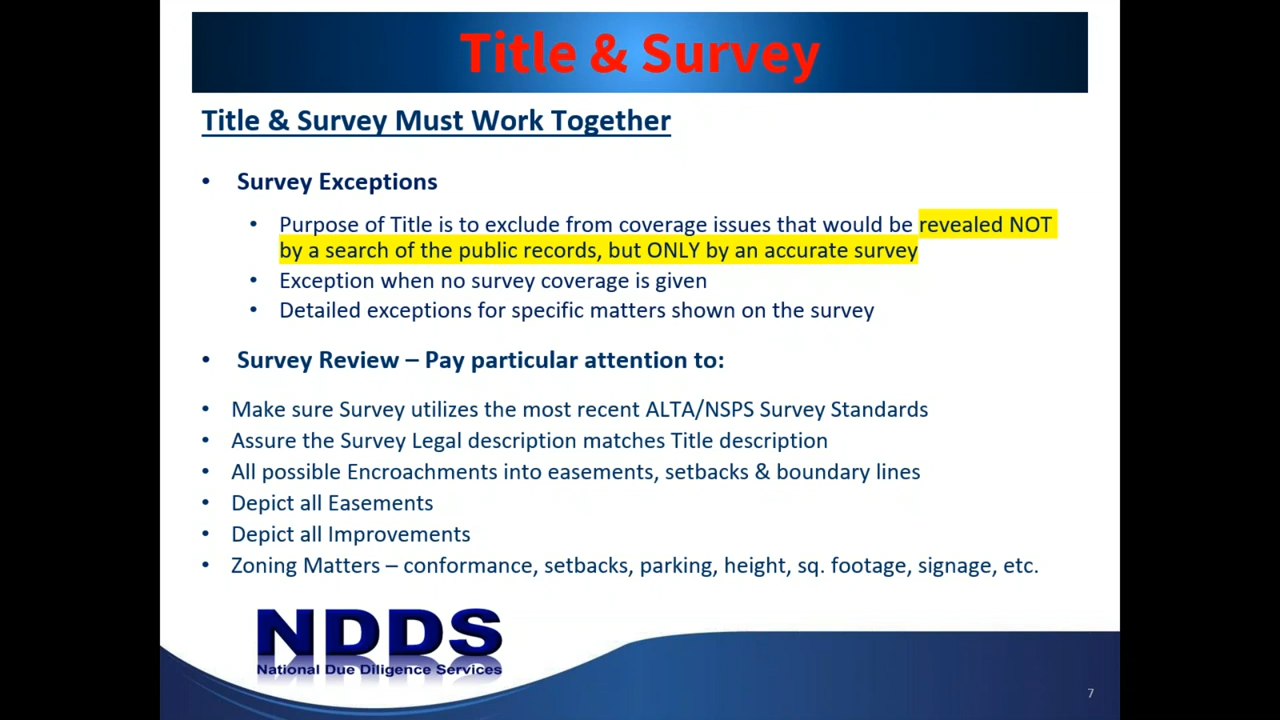 Title & Survey
Title & Survey Must Work Together
• Survey Exceptions
• Purpose of Title is to exclude from coverage issues that would be revealed NOT
by a search of the public records, but ONLY by an accurate survey
• Exception when no survey coverage is given
• Detailed exceptions for specific matters shown on the survey
• Survey Review – Pay particular attention to:
• Make sure Survey utilizes the most recent ALTA/NSPS Survey Standards
• Assure the Survey Legal description matches Title description
• All possible Encroachments into easements, setbacks & boundary lines
• Depict all Easements
• Depict all Improvements
• Zoning Matters – conformance, setbacks, parking, height, sq. footage, signage, etc.
NDDS
National Due Diligence Services
7